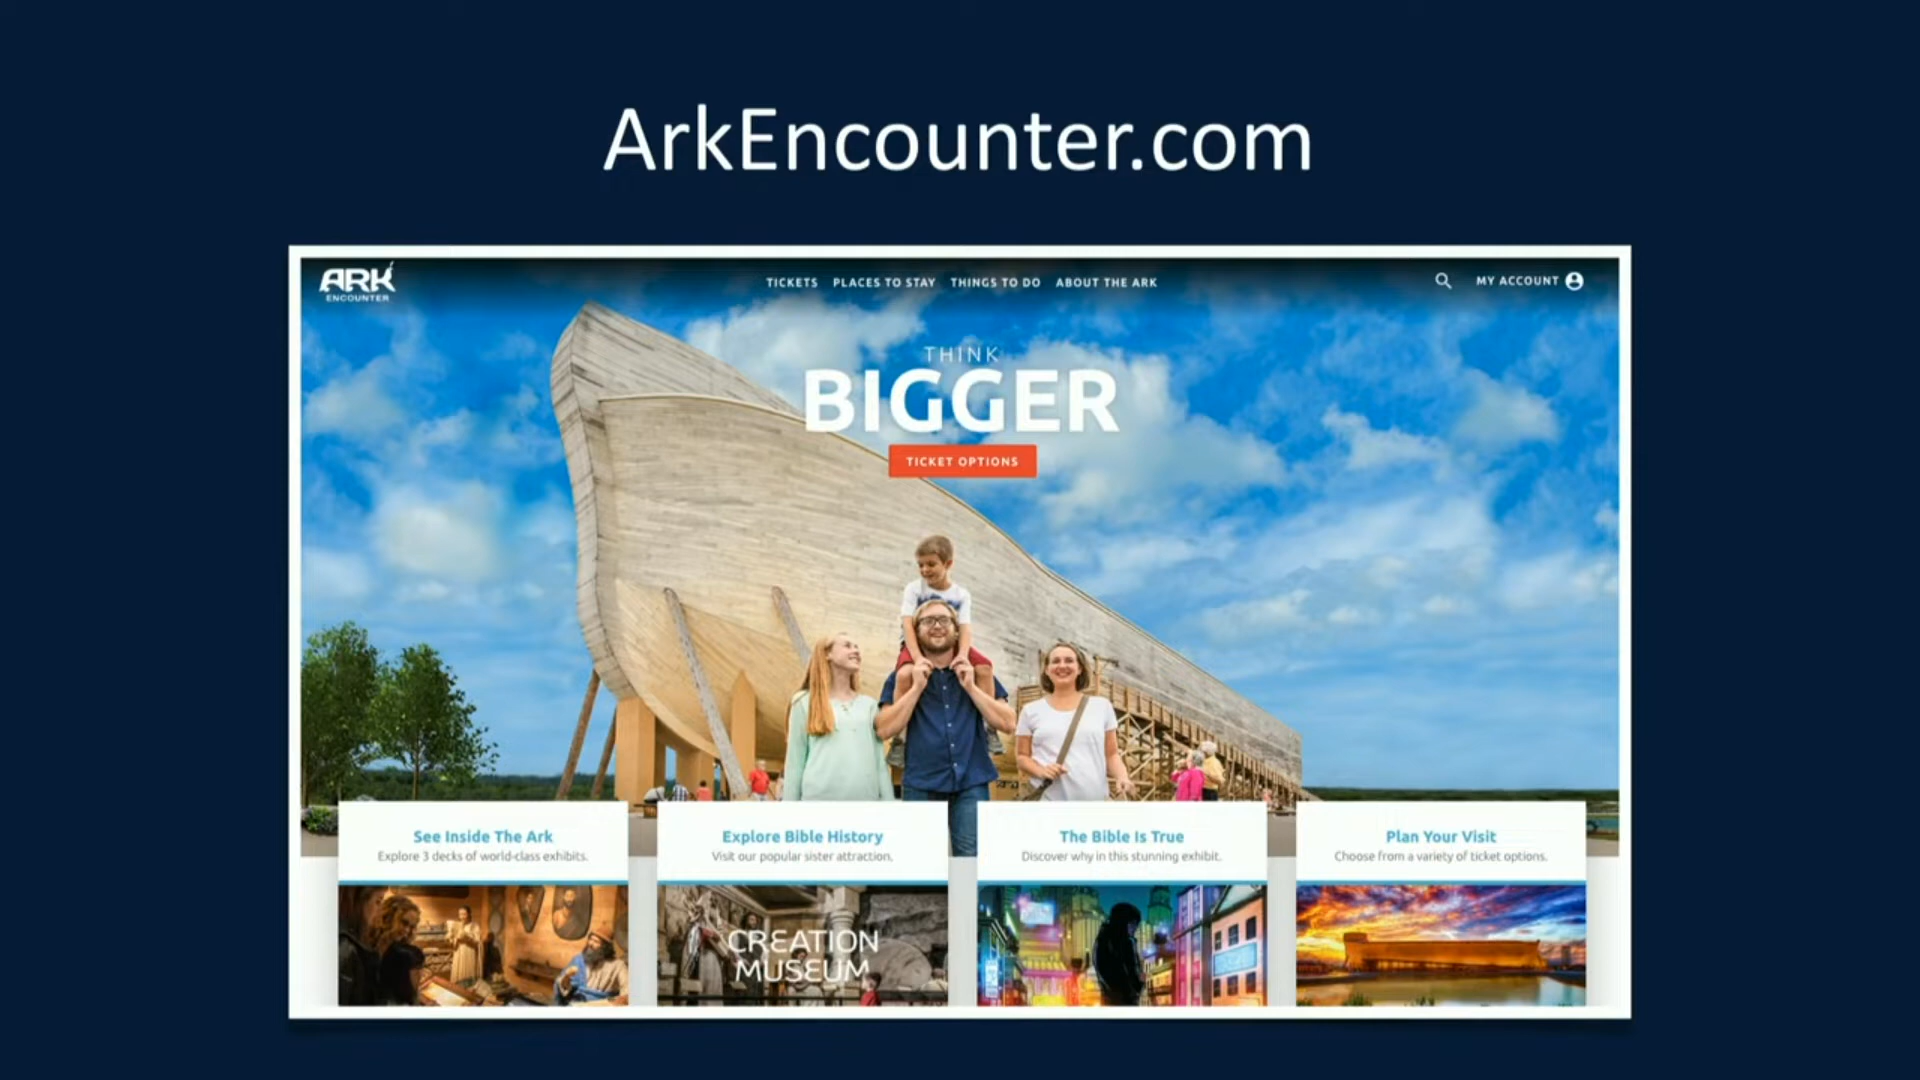 ArkEncounter.com
ARK
ENCOUNTER
TICKETS PLACES TO STAY THINGS TO DO ABOUT THE ARK
MY ACCOUNT
THINK
BIGGER
TICKET OPTIONS
See Inside The Ark
Explore 3 decks of world-class exhibits.
Explore Bible History
Visit our popular sister attraction.
The Bible Is True
Discover why in this stunning exhibit.
Plan Your Visit
Choose from a variety of ticket options.
CREATION
MUSEUM